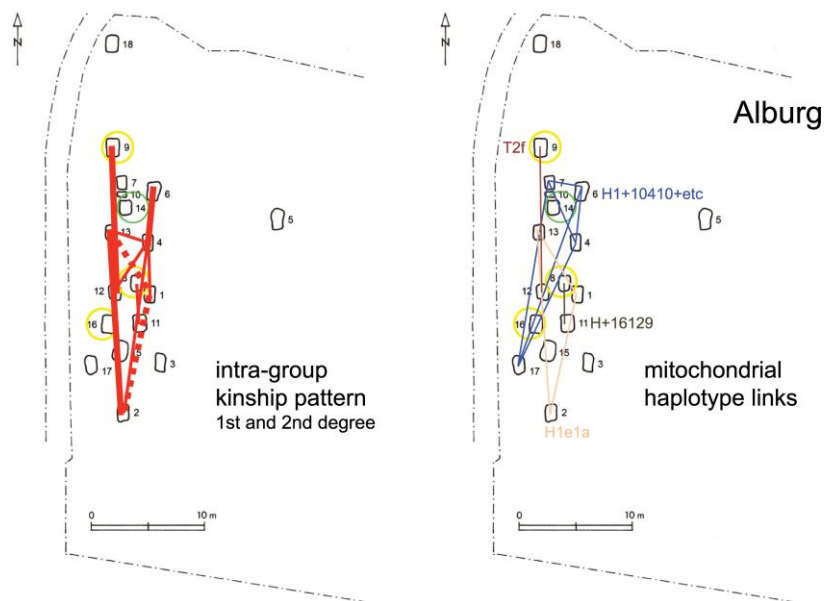 N
18
9
7
10
6
14
5
13
4
8
12
1
16
11
15
3
17
2
intra-group
kinship pattern
1st and 2nd degree
0
10 m
Alburg
N
18
T2f
9
7
10
6
H1+10410+etc
14
5
13
4
8
12
1
16
11
H+16129
15
3
17
mitochondrial
haplotype links
2
H1e1a
0
10 m